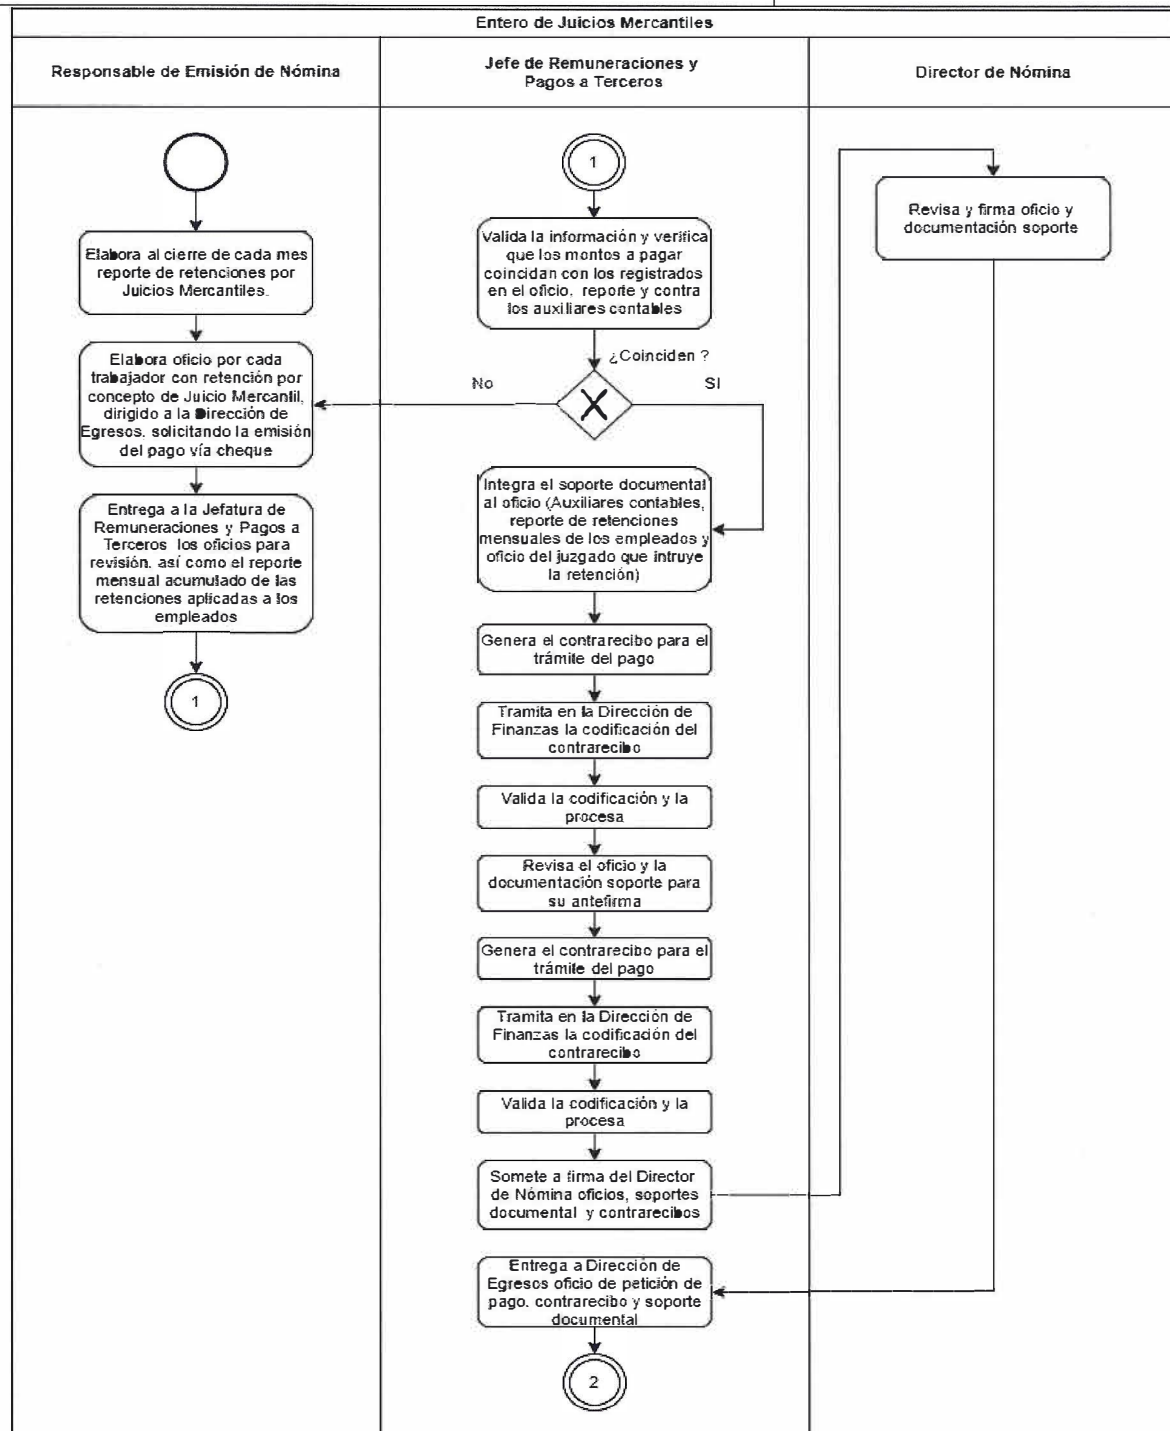 Entero de Juicios Mercantiles
Responsable de Emisión de Nómina
Jefe de Remuneraciones y
Pagos a Terceros
Director de Nómina
Elabora al cierre de cada mes
reporte de retenciones por
Juicios Mercantiles.
Elabora oficio por cada
trabajador con retención por
concepto de Juicio Mercantil,
dirigido a la Dirección de
Egresos. solicitando la emisión
del pago vía cheque
Entrega a la Jefatura de
Remuneraciones y Pagos a
Terceros los oficios para
revisión, así como el reporte
mensual acumulado de las
retenciones aplicadas a los
empleados
1
1
Valida la información y verifica
que los montos a pagar
coincidan con los registrados
en el oficio, reporte y contra
los auxiliares contables
¿Coinciden ?
No
SI
Integra el soporte documental
al oficio (Auxiliares contables,
reporte de retenciones
mensuales de los empleados y
oficio del juzgado que intruye
la retención)
Genera el contrarecibo para el
trámite del pago
Tramita en la Dirección de
Finanzas la codificación del
contrarecibo
Valida la codificación y la
procesa
Revisa el oficio y la
documentación soporte para
su antefirma
Genera el contrarecibo para el
trámite del pago
Tramita en la Dirección de
Finanzas la codificación del
contrarecibo
Valida la codificación y la
procesa
Somete a firma del Director
de Nómina oficios, soportes
documental y contrarecibos
Entrega a Dirección de
Egresos oficio de petición de
pago, contrarecibo y soporte
documental
2
Revisa y firma oficio y
documentación soporte